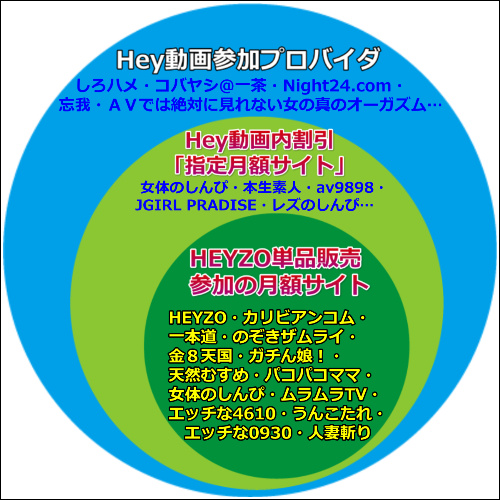 Hey動画参加プロバイダ
しろハメ・コバヤシ@一茶・Night24.com・
忘我・ＡＶでは絶対に見れない女の真のオーガズム…
Hey動画内割引
「指定月額サイト」
女体のしんぴ・本生素人・av9898・
JGIRL PRADISE・レズのしんぴ…
HEYZO単品販売
参加の月額サイト
HEYZO・カリビアンコム・
一本道・のぞきザムライ・
金８天国・ガチん娘！・
天然むすめ・パコパコママ・
女体のしんぴ・ムラムラTV・
エッチな4610・うんこたれ・
エッチな0930・人妻斬り